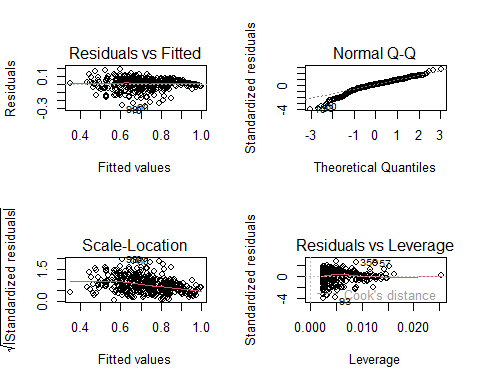 Residuals vs Fitted
Residuals
0.1
-0.3
0.4 0.6 0.8 1.0
Fitted values
Normal Q-Q
Standardized residuals
0
-4
-3 -1 0 1 2 3
Theoretical Quantiles
Scale-Location
√|Standardized residuals|
1.5
0.0
0.4 0.6 0.8 1.0
Fitted values
Residuals vs Leverage
Standardized residuals
0
-4
Cook's distance
0.000 0.010 0.020
Leverage